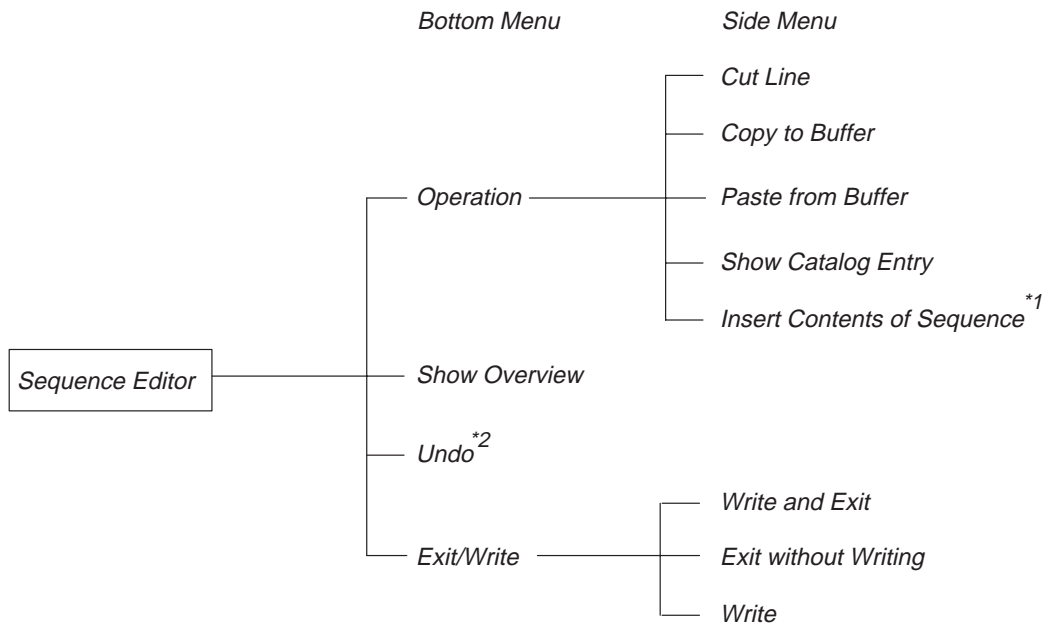 Bottom Menu
Side Menu
Cut Line
Copy to Buffer
Operation
Paste from Buffer
Show Catalog Entry
Insert Contents of Sequence*1
Sequence Editor
Show Overview
Undo*2
Write and Exit
Exit/Write
Exit without Writing
Write